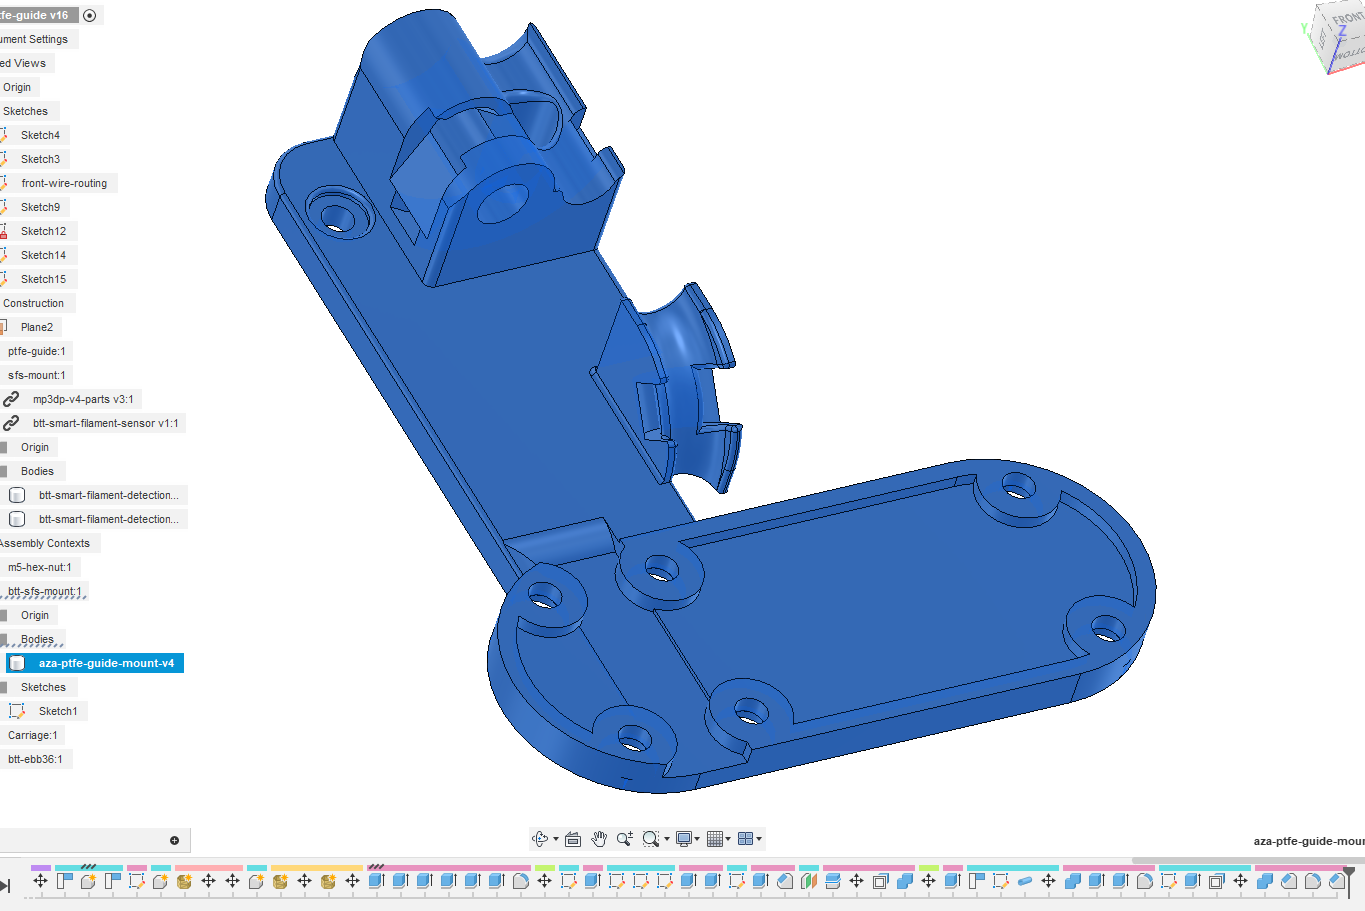 tfe-guide v16
ument Settings
ed Views
Origin
Sketches
Sketch4
Sketch3
front-wire-routing
Sketch9
Sketch12
Sketch14
Sketch15
Construction
Plane2
ptfe-guide:1
sfs-mount:1
mp3dp-v4-parts v3:1
btt-smart-filament-sensor v1:1
Origin
Bodies
btt-smart-filament-detection...
btt-smart-filament-detection...
Assembly Contexts
m5-hex-nut:1
btt-sfs-mount:1
Origin
Bodies
aza-ptfe-guide-mount-v4
Sketches
Sketch1
Carriage:1
btt-ebb36:1
FRONT
Y
Z
BOTTOM
aza-ptfe-guide-mour